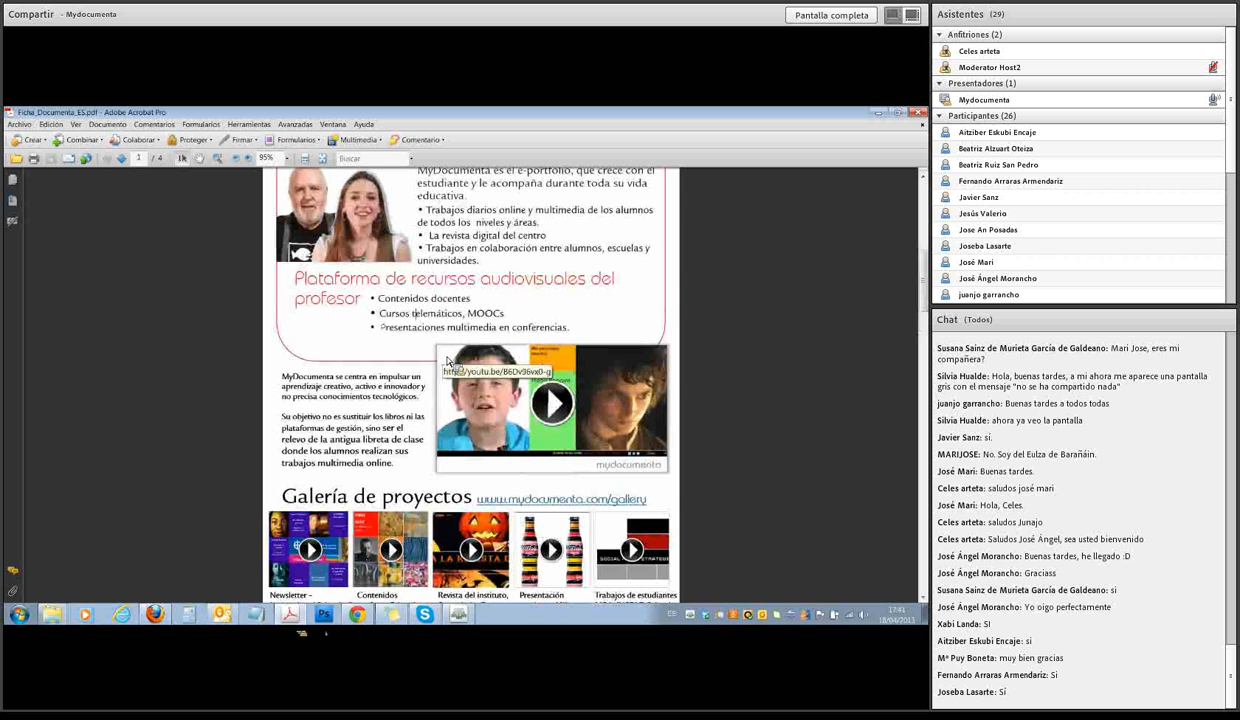 Compartir - Mydocumenta
Pantalla completa
Ficha_Documenta_ES.pdf - Adobe Acrobat Pro
Archivo Edición Ver Documento Comentarios Formularios Herramientas Avanzadas Ventana Ayuda
Crear Combinar Colaborar Proteger Firmar Formularios Multimedia Comentario
1 / 4 95% Buscar
MyDocumenta es el e-portfolio, que crece con el
estudiante y le acompaña durante toda su vida
educativa.
• Trabajos diarios online y multimedia de los alumnos
de todos los niveles y áreas.
• La revista digital del centro
• Trabajos en colaboración entre alumnos, escuelas y
universidades.
Plataforma de recursos audiovisuales del
profesor
• Contenidos docentes
• Cursos telemáticos, MOOCs
• Presentaciones multimedia en conferencias.
MyDocumenta se centra en impulsar un
aprendizaje creativo, activo e innovador y
no precisa conocimientos tecnológicos.
Su objetivo no es sustituir los libros ni las
plataformas de gestión, sino ser el
relevo de la antigua libreta de clase
donde los alumnos realizan sus
trabajos multimedia online.
mydocumenta
Galería de proyectos www.mydocumenta.com/gallery
Newsletter –
Contenidos
Revista del instituto,
Presentación
Trabajos de estudiantes
ES
17:41
18/04/2013
Asistentes (29)
Anfitriones (2)
Celes arteta
Moderator Host2
Presentadores (1)
Mydocumenta
Participantes (26)
Aitziber Eskubi Encaje
Beatriz Alzuart Oteiza
Beatriz Ruiz San Pedro
Fernando Arraras Armendariz
Javier Sanz
Jesús Valerio
Jose An Posadas
Joseba Lasarte
José Mari
José Ángel Morancho
juanjo garrancho
Chat (Todos)
Susana Sainz de Murieta García de Galdeano: Mari Jose, eres mi
compañera?
Silvia Hualde: Hola, buenas tardes, a mi ahora me aparece una pantalla
gris con el mensaje "no se ha compartido nada"
juanjo garrancho: Buenas tardes a todos todas
Silvia Hualde: ahora ya veo la pantalla
Javier Sanz: sí.
MARIJOSE: No. Soy del Eulza de Barañáin.
José Mari: Buenas tardes.
Celes arteta: saludos josé mari
José Mari: Hola, Celes.
Celes arteta: saludos Junajo
Celes arteta: Saludos José Ángel, sea usted bienvenido
José Ángel Morancho: Buenas tardes, he llegado :D
José Ángel Morancho: Graciass
Susana Sainz de Murieta García de Galdeano: si
José Ángel Morancho: Yo oigo perfectamente
Xabi Landa: SI
Aitziber Eskubi Encaje: si
Mª Puy Boneta: muy bien gracias
Fernando Arraras Armendariz: Si
Joseba Lasarte: Sí